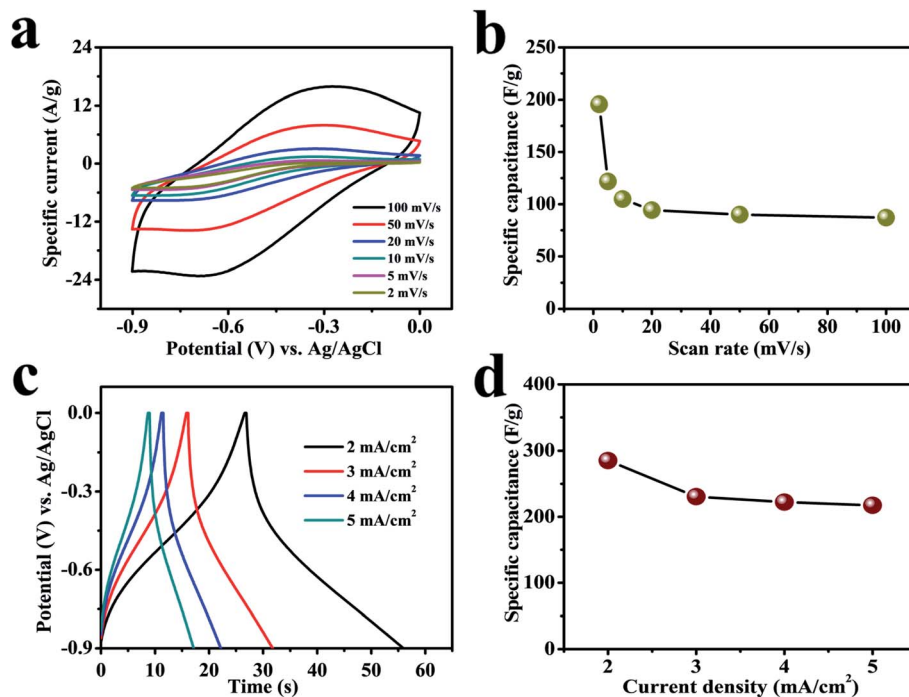 a
Specific current (A/g)
24
12
0
-12
-24
100 mV/s
50 mV/s
20 mV/s
10 mV/s
5 mV/s
2 mV/s
-0.9
-0.6
-0.3
0.0
Potential (V) vs. Ag/AgCl
b
Specific capacitance (F/g)
250
200
150
100
50
0
0
20
40
60
80
100
Scan rate (mV/s)
c
Potential (V) vs. Ag/AgCl
0.0
-0.3
-0.6
-0.9
2 mA/cm²
3 mA/cm²
4 mA/cm²
5 mA/cm²
0
10
20
30
40
50
60
Time (s)
d
Specific capacitance (F/g)
400
300
200
100
0
2
3
4
5
Current density (mA/cm²)